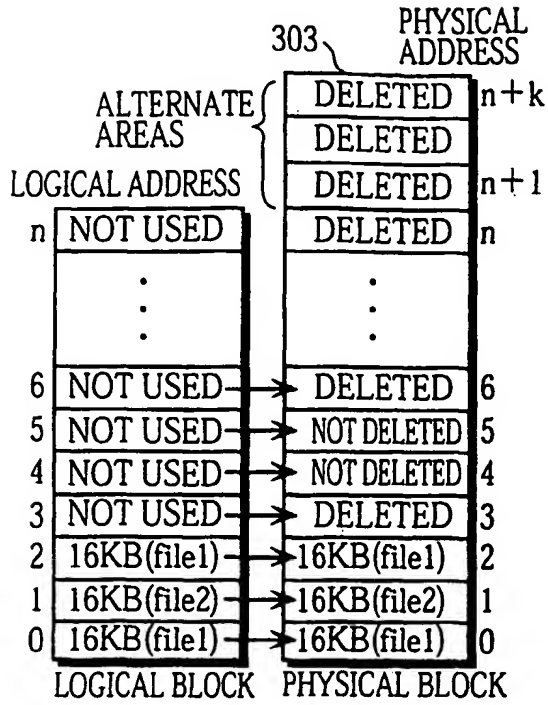 PHYSICAL
ADDRESS
303
DELETED n+k
ALTERNATE
AREAS
DELETED
DELETED n+1
LOGICAL ADDRESS
n NOT USED DELETED n
6 NOT USED DELETED 6
5 NOT USED NOT DELETED 5
4 NOT USED NOT DELETED 4
3 NOT USED DELETED 3
2 16KB(file1) 16KB(file1) 2
1 16KB(file2) 16KB(file2) 1
0 16KB(file1) 16KB(file1) 0
LOGICAL BLOCK PHYSICAL BLOCK